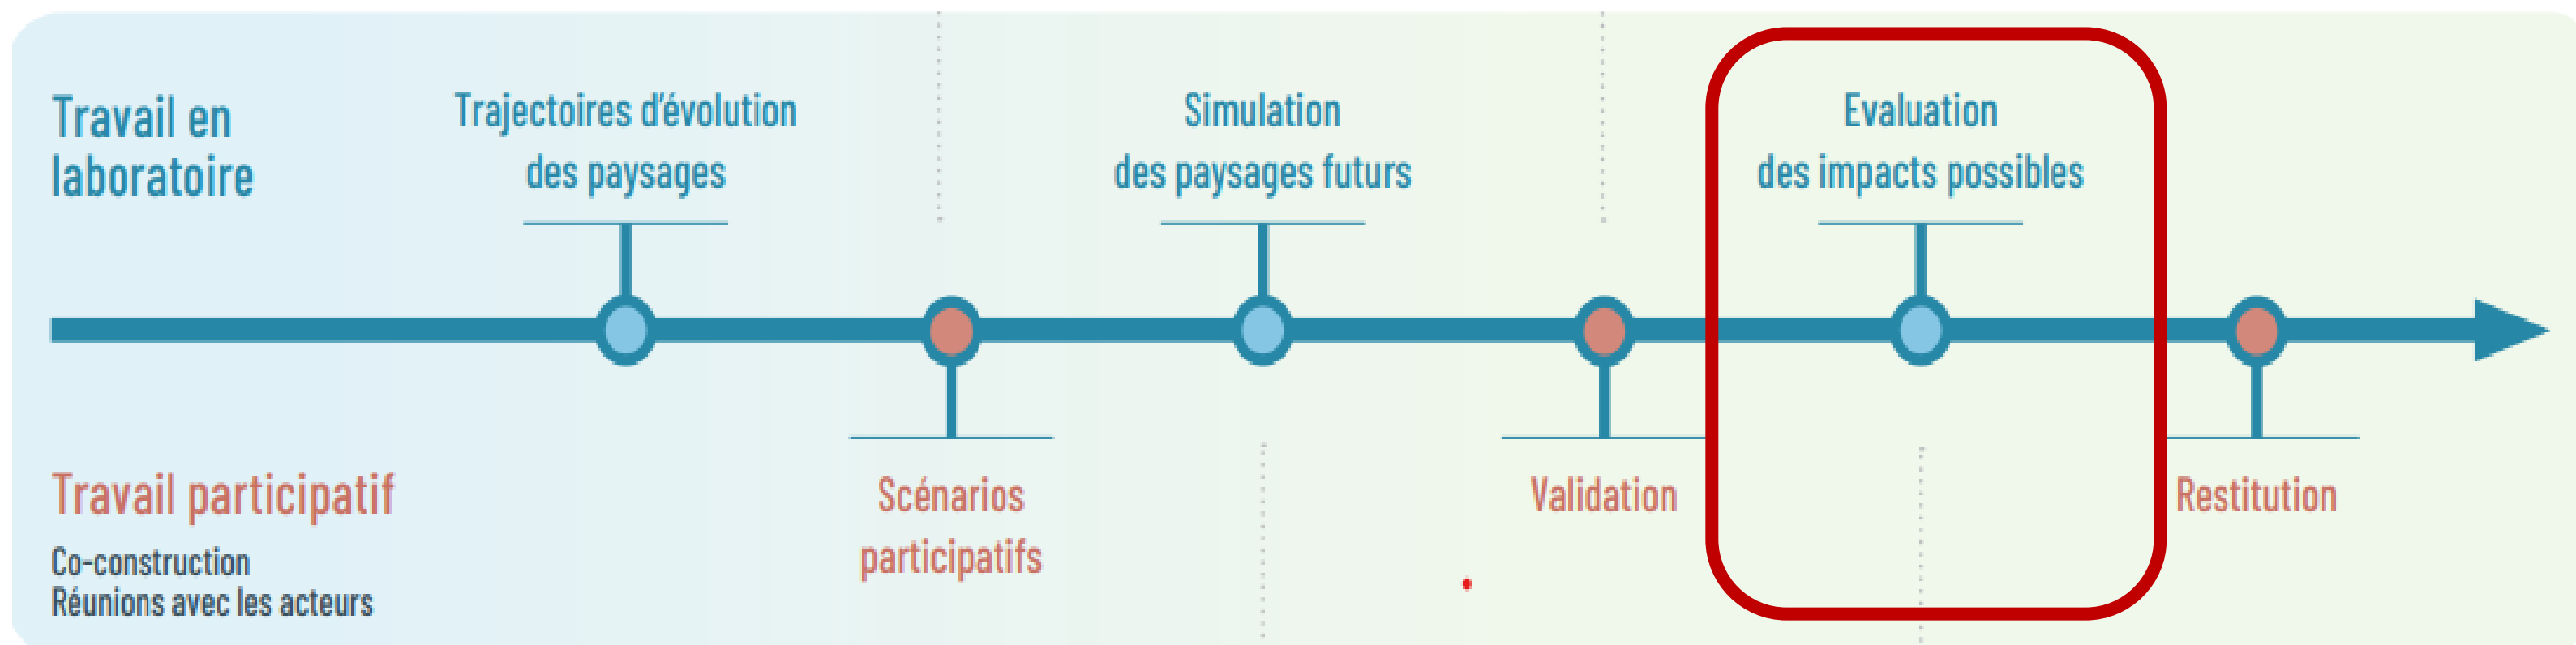 Travail en
laboratoire
Trajectoires d'évolution
des paysages
Simulation
des paysages futurs
Evaluation
des impacts possibles
Travail participatif
Co-construction
Réunions avec les acteurs
Scénarios
participatifs
Validation
Restitution